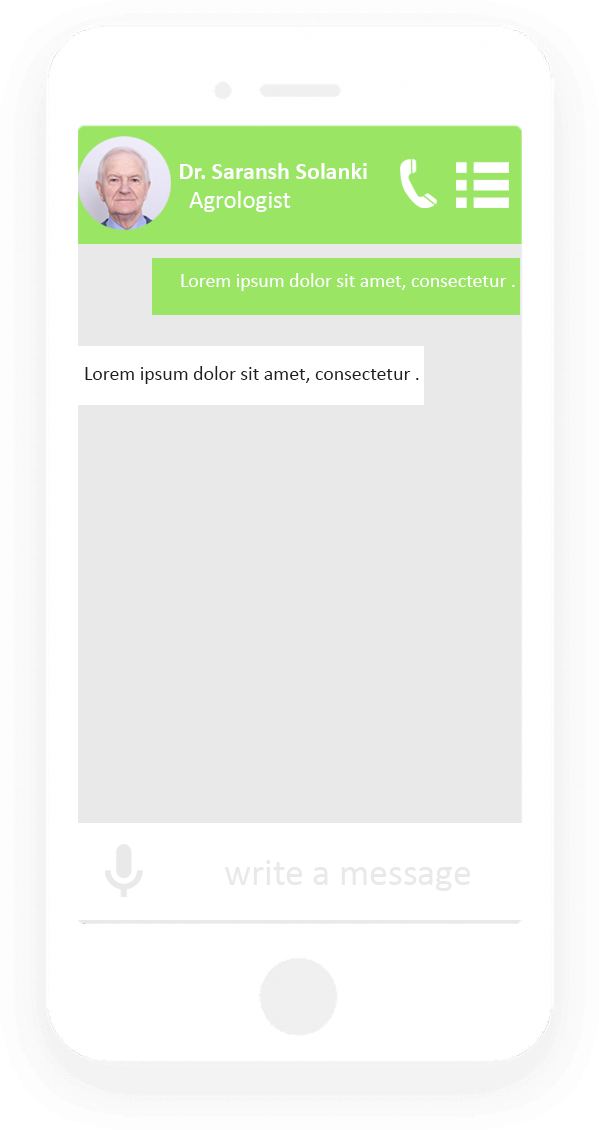 Dr. Saransh Solanki
Agrologist
Lorem ipsum dolor sit amet, consectetur .
Lorem ipsum dolor sit amet, consectetur .
write a message